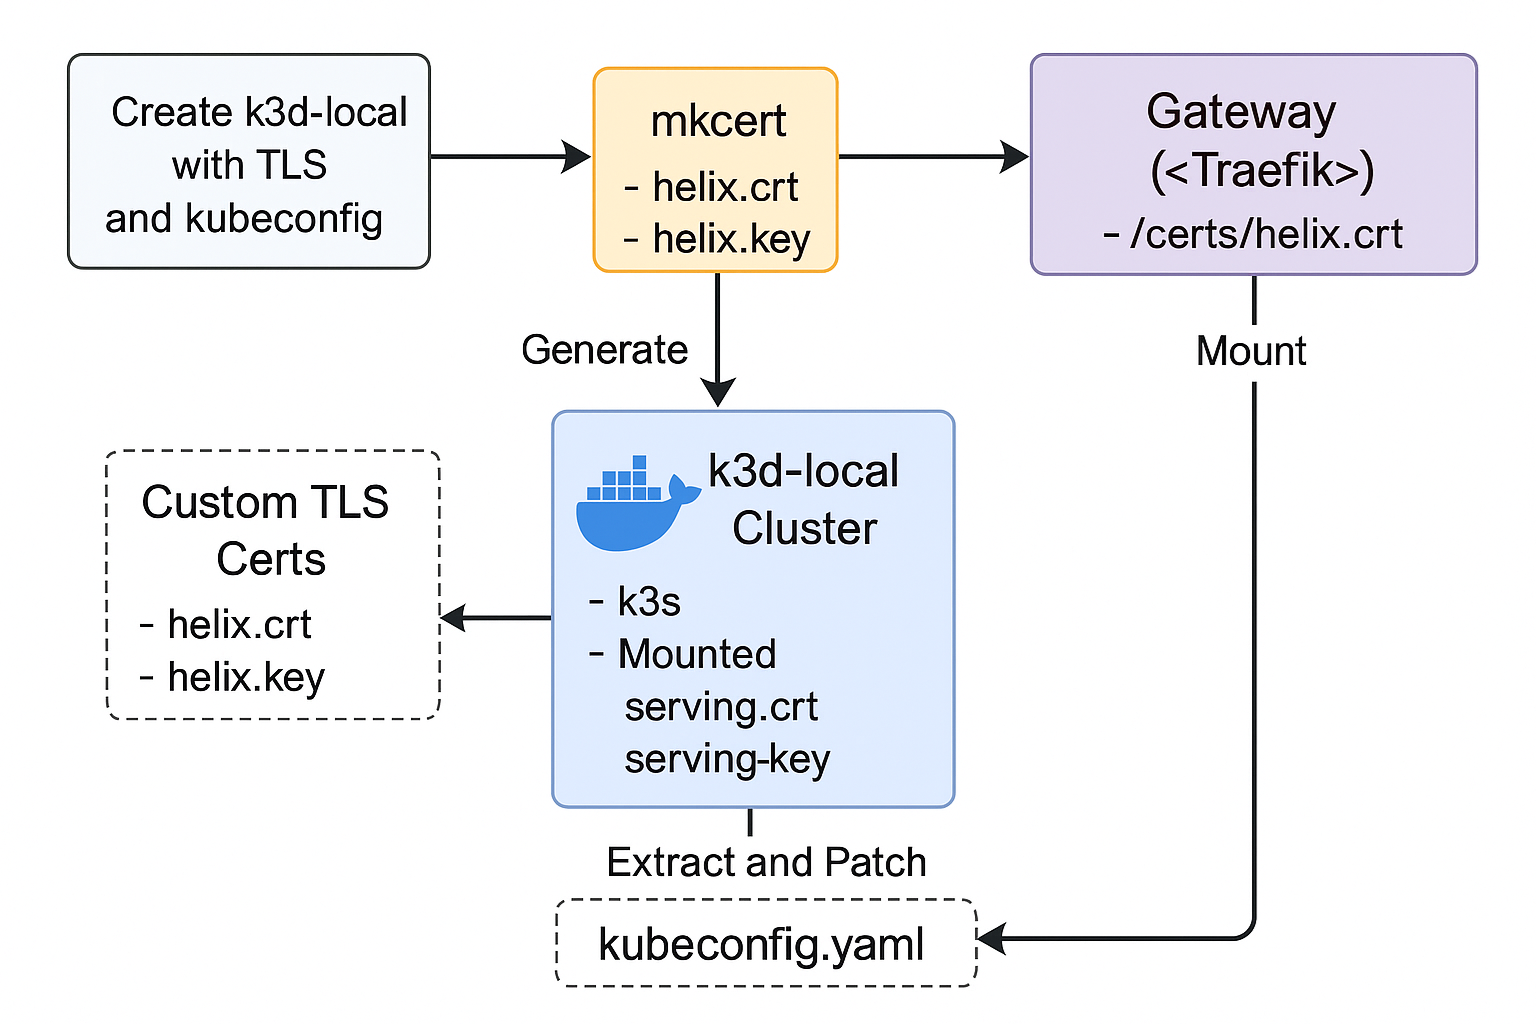 Create k3d-local
with TLS
and kubeconfig
mkcert
- helix.crt
- helix.key
Gateway
(<Traefik>)
- /certs/helix.crt
Generate
Mount
Custom TLS
Certs
- helix.crt
- helix.key
k3d-local
Cluster
- k3s
- Mounted
serving.crt
serving-key
Extract and Patch
kubeconfig.yaml